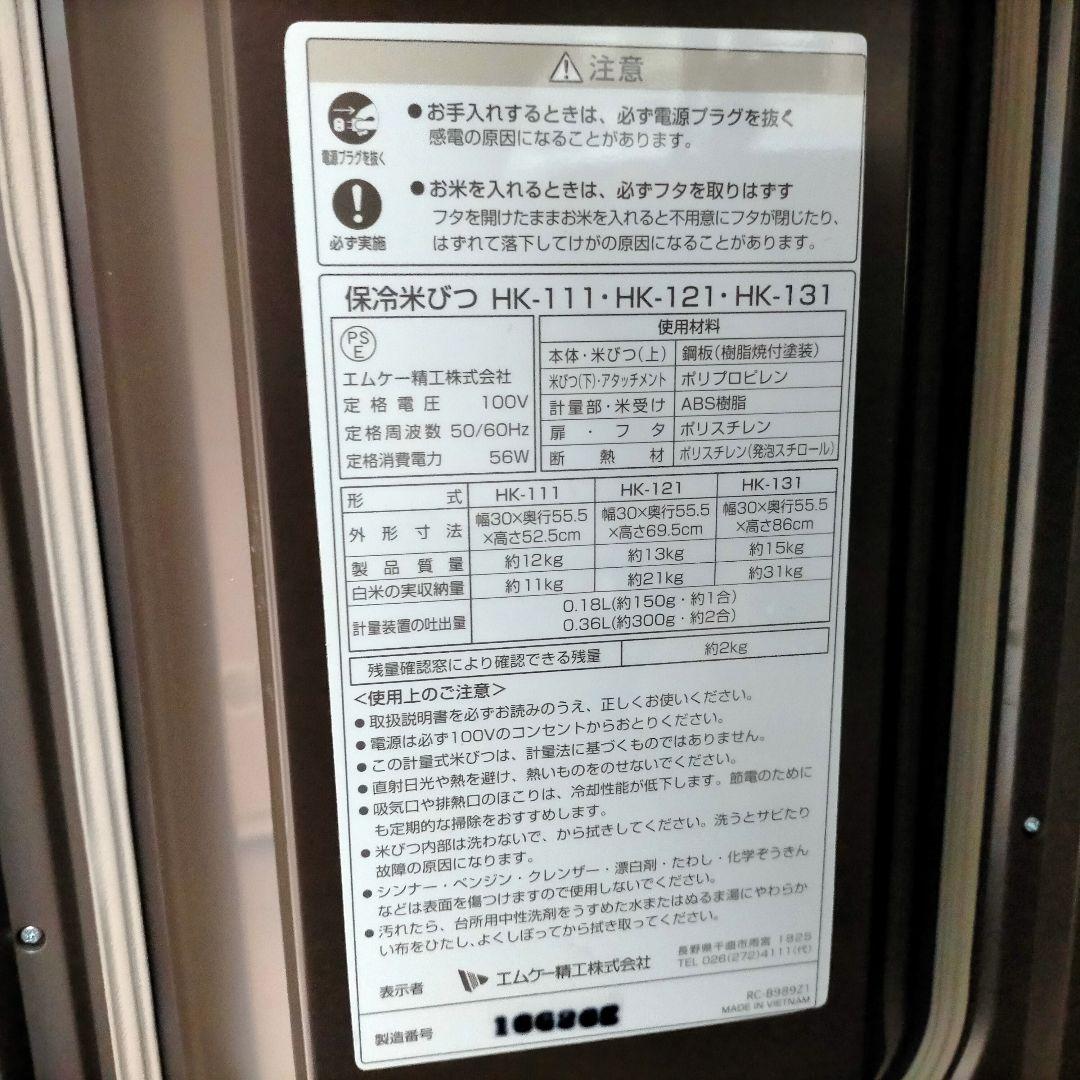 注意
電源プラグを抜く
●お手入れするときは、必ず電源プラグを抜く
感電の原因になることがあります。
必ず実施
●お米を入れるときは、必ずフタを取りはずす
フタを開けたままお米を入れると不用意にフタが閉じたり、
はずれて落下してけがの原因になることがあります。
保冷米びつ HK-111・HK-121・HK-131
PS
E
エムケー精工株式会社
定格電圧 100V
定格周波数 50/60Hz
定格消費電力 56W
使用材料
本体・米びつ(上) 鋼板(樹脂焼付塗装)
米びつ(下)・アタッチメント ポリプロピレン
計量部・米受け ABS樹脂
扉・フタ ポリスチレン
断熱材 ポリスチレン(発泡スチロール)
形式 HK-111 HK-121 HK-131
外形寸法 幅30×奥行55.5×高さ52.5cm 幅30×奥行55.5×高さ69.5cm 幅30×奥行55.5×高さ86cm
製品質量 約12kg 約13kg 約15kg
白米の実収納量 約11kg 約21kg 約31kg
計量装置の吐出量 0.18L(約150g・約1合)
0.36L(約300g・約2合)
残量確認窓により確認できる残量 約2kg
<使用上のご注意>
●取扱説明書を必ずお読みのうえ、正しくお使いください。
●電源は必ず100Vのコンセントからおとりください。
●この計量式米びつは、計量法に基づくものではありません。
●直射日光や熱を避け、熱いものをのせないでください。
●吸気口や排熱口のほこりは、冷却性能が低下します。節電のために
も定期的な掃除をおすすめします。
●米びつ内部は洗わないで、から拭きしてください。洗うとサビたり
故障の原因になります。
●シンナー・ベンジン・クレンザー・漂白剤・たわし・化学ぞうきん
などは表面を傷つけますので使用しないでください。
●汚れたら、台所用中性洗剤をうすめた水またはぬるま湯にやわらか
い布をひたし、よくしぼってから拭き取ってください。
表示者 エムケー精工株式会社
長野県千曲市雨宮 1825
TEL 026(272)4111(代)
RC-B989Z1
MADE IN VIETNAM
製造番号